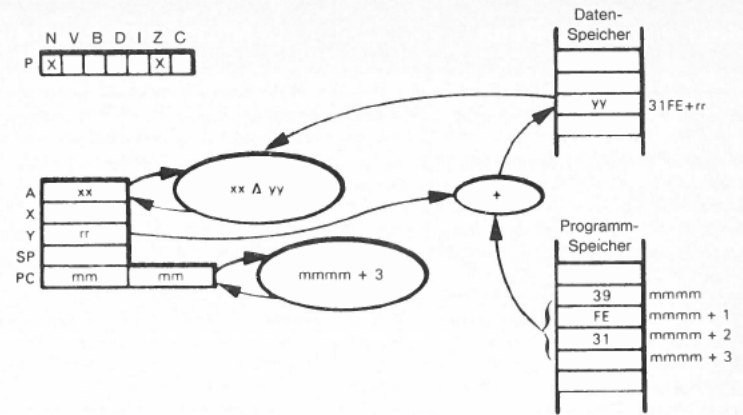 N V B D I Z C
P X X
Daten-
Speicher
yy 31FE+rr
A xx
xx Λ yy
X
Y rr
+
SP
PC mm mm
mmmm + 3
Programm-
Speicher
39 mmmm
FE mmmm + 1
31 mmmm + 2
mmmm + 3